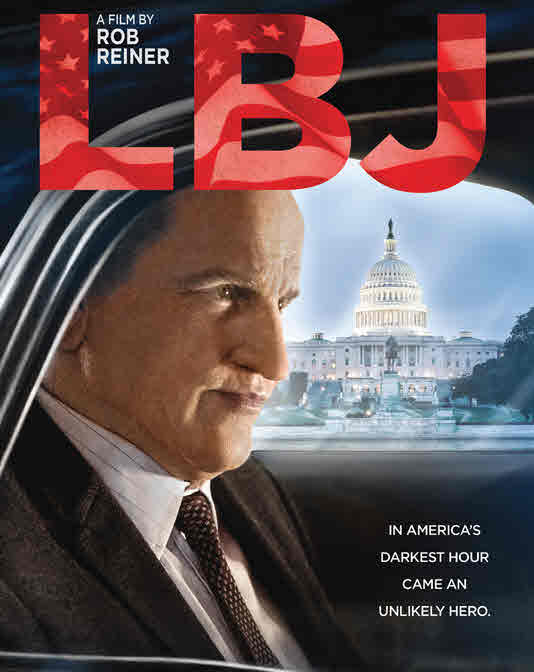 A FILM BY
ROB
REINER
LBJ
IN AMERICA'S
DARKEST HOUR
CAME AN
UNLIKELY HERO.